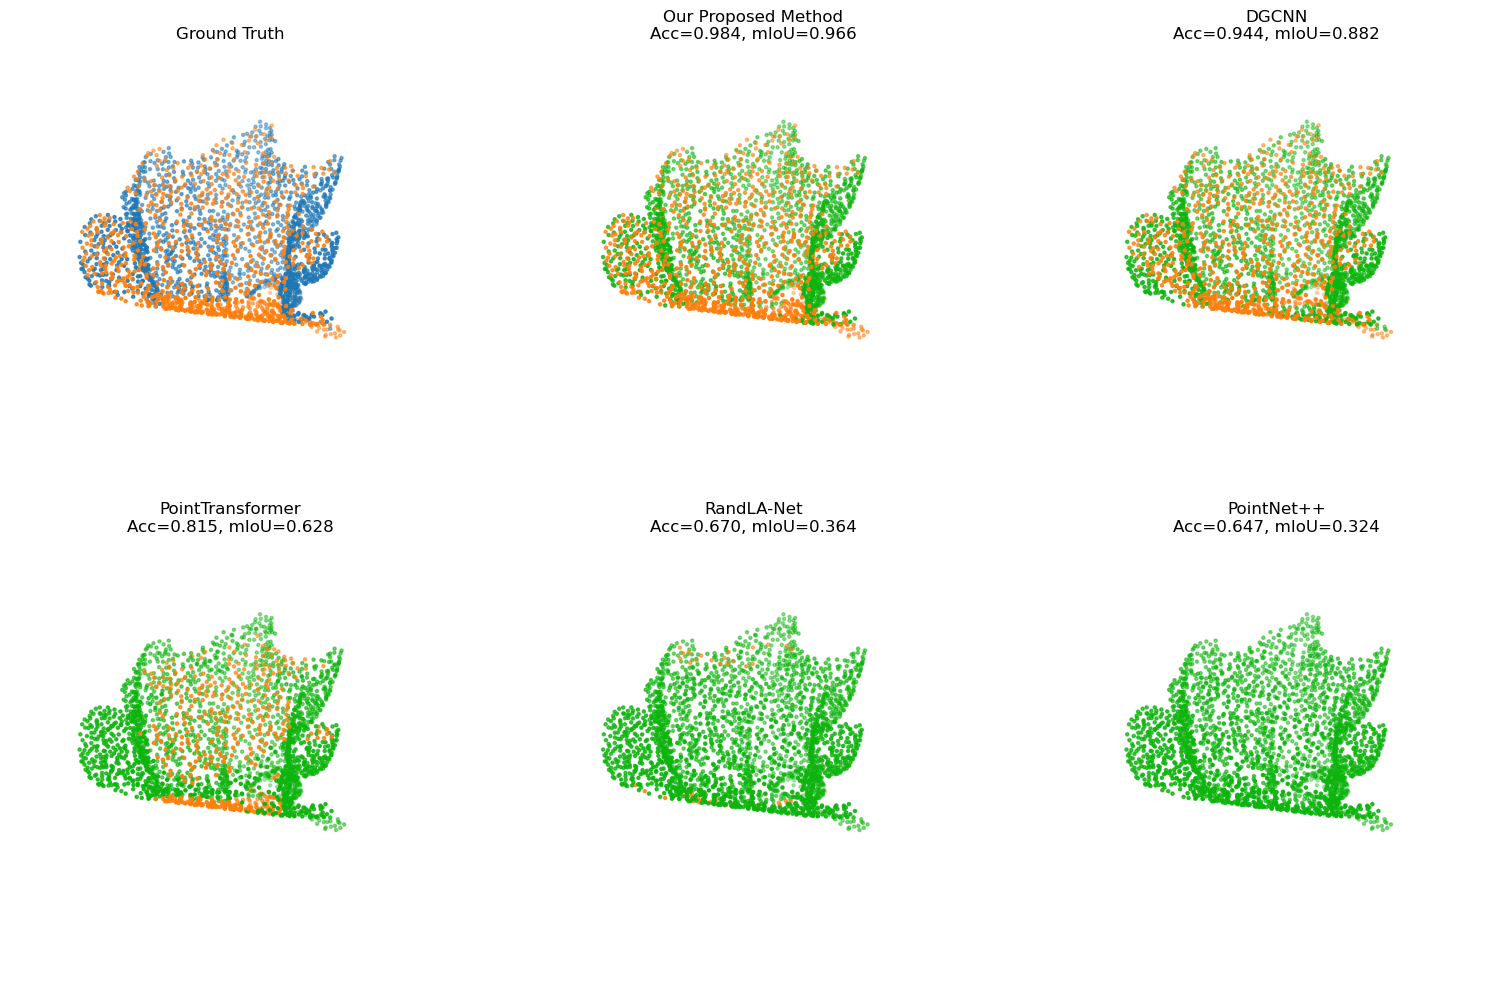 Ground Truth
Our Proposed Method
Acc=0.984, mIoU=0.966
DGCNN
Acc=0.944, mIoU=0.882
PointTransformer
Acc=0.815, mIoU=0.628
RandLA-Net
Acc=0.670, mIoU=0.364
PointNet++
Acc=0.647, mIoU=0.324